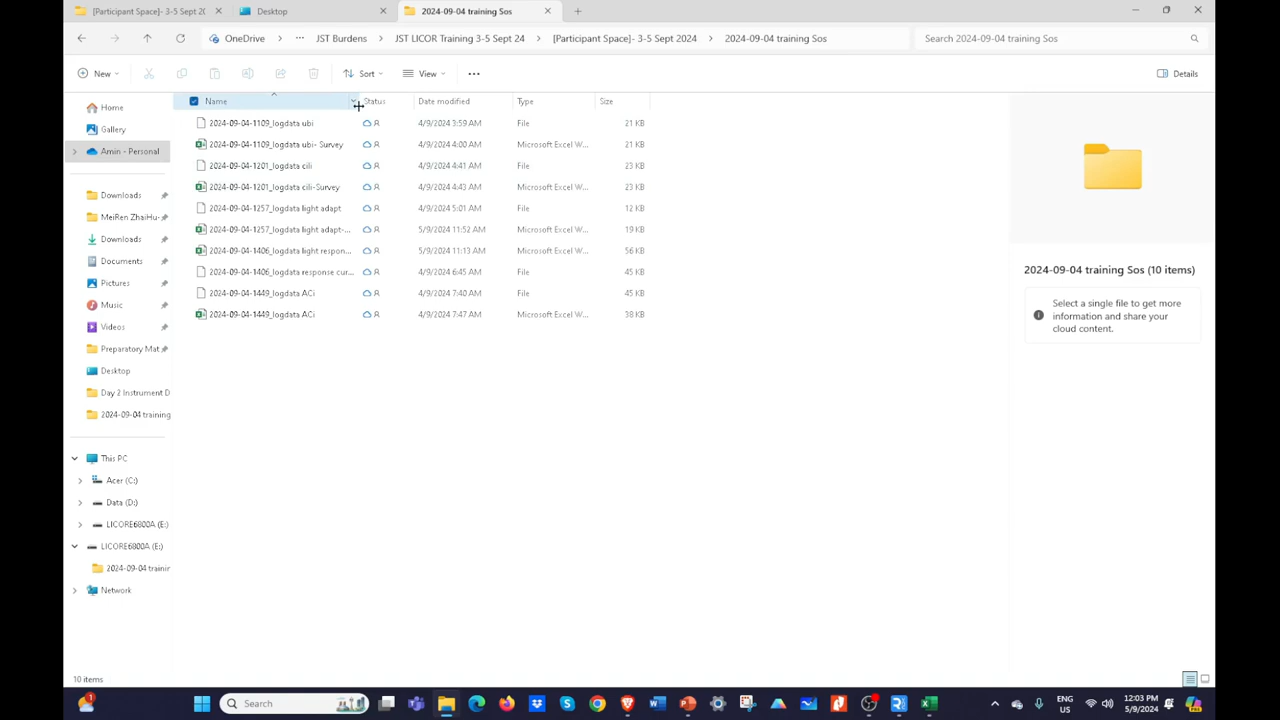 [Participant Space]- 3-5 Sept 20
Desktop
2024-09-04 training Sos
OneDrive
JST Burdens
JST LICOR Training 3-5 Sept 24
[Participant Space]- 3-5 Sept 2024
2024-09-04 training Sos
Search 2024-09-04 training Sos
New
Sort
View
Details
Name Status Date modified Type Size
2024-09-04-1109_logdata ubi 4/9/2024 3:59 AM File 21 KB
2024-09-04-1109_logdata ubi- Survey 4/9/2024 4:00 AM Microsoft Excel W... 21 KB
2024-09-04-1201_logdata cili 4/9/2024 4:41 AM File 23 KB
2024-09-04-1201_logdata cili-Survey 4/9/2024 4:43 AM Microsoft Excel W... 23 KB
2024-09-04-1257_logdata light adapt 4/9/2024 5:01 AM File 12 KB
2024-09-04-1257_logdata light adapt-... 5/9/2024 11:52 AM Microsoft Excel W... 19 KB
2024-09-04-1406_logdata light respon... 5/9/2024 11:13 AM Microsoft Excel W... 56 KB
2024-09-04-1406_logdata response cur... 4/9/2024 6:45 AM File 45 KB
2024-09-04-1449_logdata ACi 4/9/2024 7:40 AM File 45 KB
2024-09-04-1449_logdata ACi 4/9/2024 7:47 AM Microsoft Excel W... 38 KB
Home
Gallery
Amin - Personal
Downloads
MeiRen ZhaiHu-
Downloads
Documents
Pictures
Music
Videos
Preparatory Mat
Desktop
Day 2 Instrument D
2024-09-04 training
This PC
Acer (C:)
Data (D:)
LICORE6800A (E:)
LICORE6800A (E:)
2024-09-04 trainin
Network
2024-09-04 training Sos (10 items)
Select a single file to get more
information and share your
cloud content.
10 items
1
Search
ENG
US
12:03 PM
5/9/2024